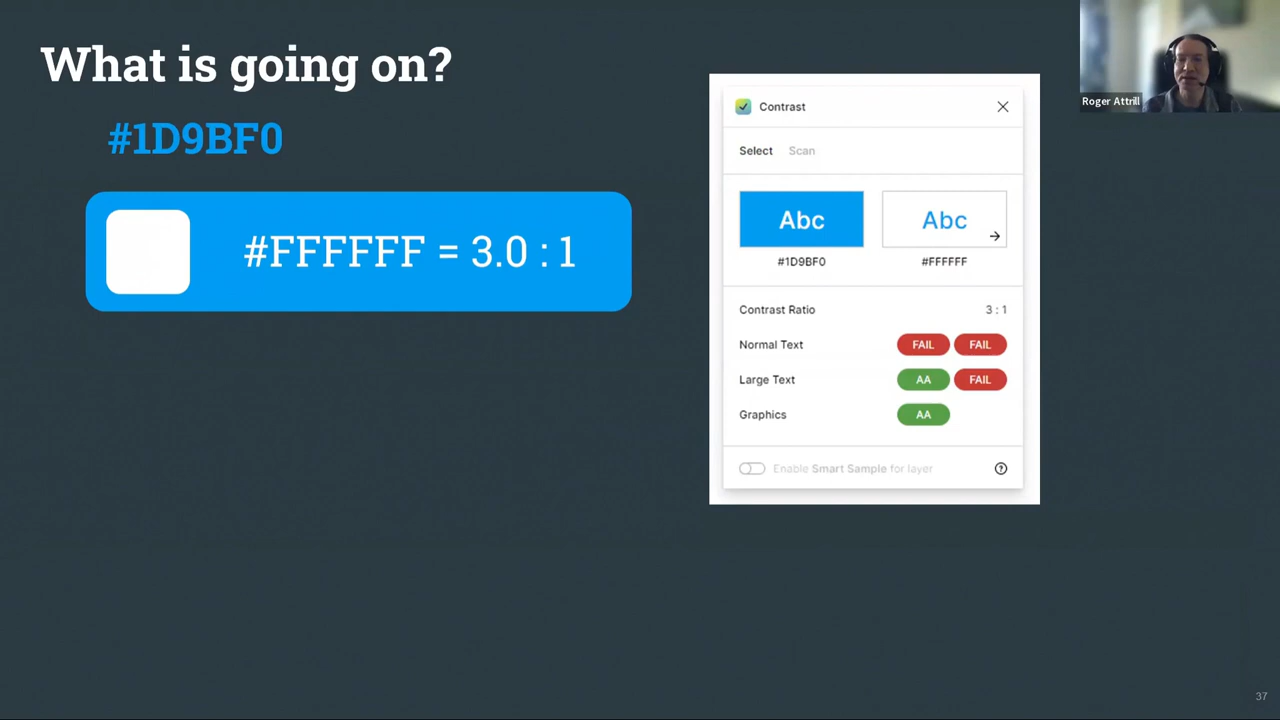 What is going on?
#1D9BF0
#FFFFFF = 3.0 : 1
Contrast
Select Scan
Abc Abc
#1D9BF0 #FFFFFF
Contrast Ratio 3 : 1
Normal Text FAIL FAIL
Large Text AA FAIL
Graphics AA
Enable Smart Sample for layer ?
Roger Attrill
37